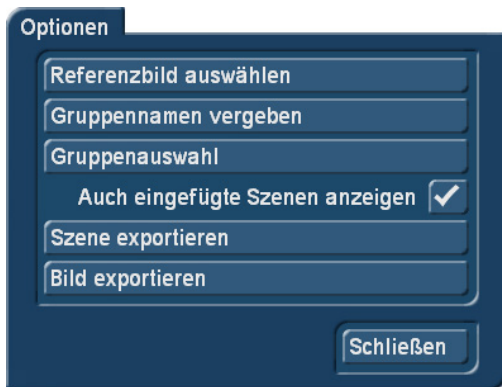 Optionen
Referenzbild auswählen
Gruppennamen vergeben
Gruppenauswahl
Auch eingefügte Szenen anzeigen
Szene exportieren
Bild exportieren
Schließen